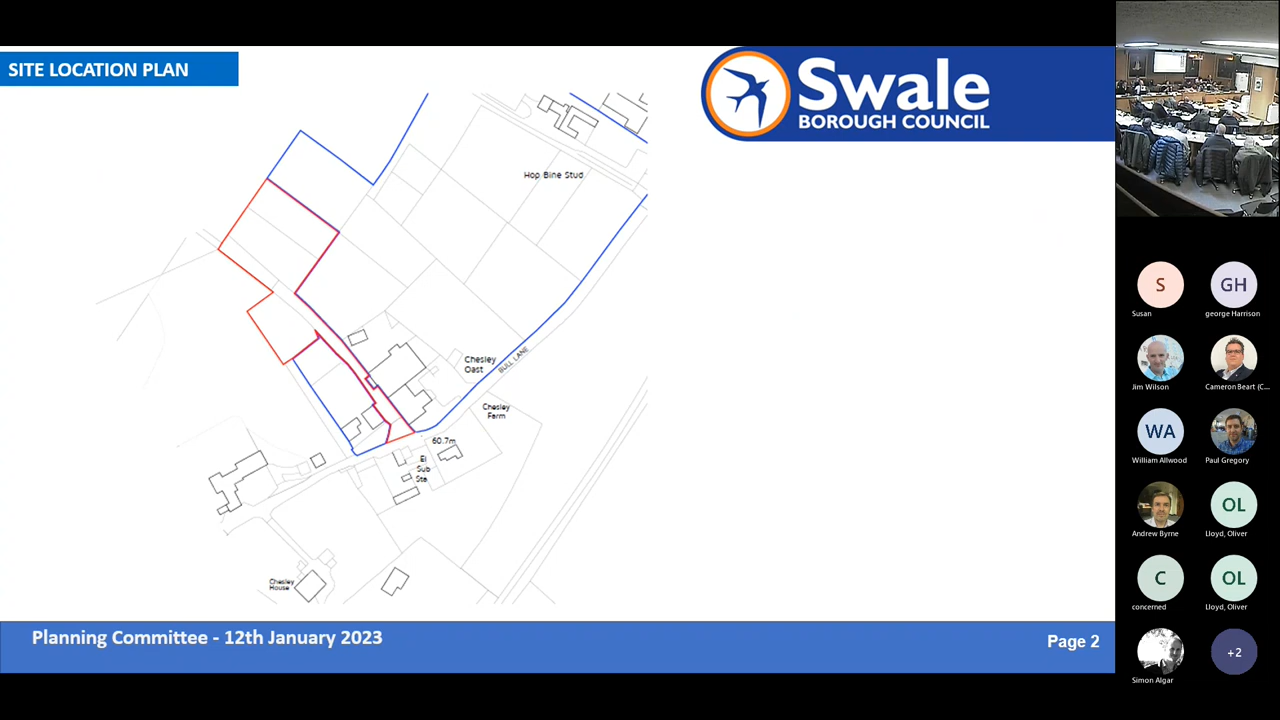 SITE LOCATION PLAN
Swale
BOROUGH COUNCIL
Hop Bine Stud
Chesley
Oast
BULL LANE
Chesley
Farm
60.7m
El
Sub
Sta
Chesley
House
Planning Committee - 12th January 2023
Page 2
S
GH
Susan
george Harrison
Jim Wilson
Cameron Beart (C...
WA
William Allwood
Paul Gregory
OL
Andrew Byrne
Lloyd, Oliver
C
OL
concerned
Lloyd, Oliver
+2
Simon Algar